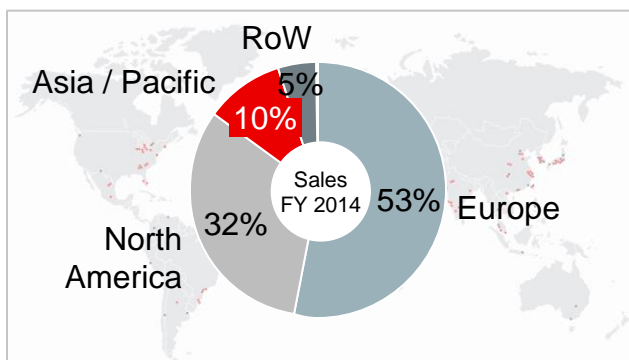 RoW
5%
Asia / Pacific
10%
Sales
FY 2014
53%
Europe
32%
North
America